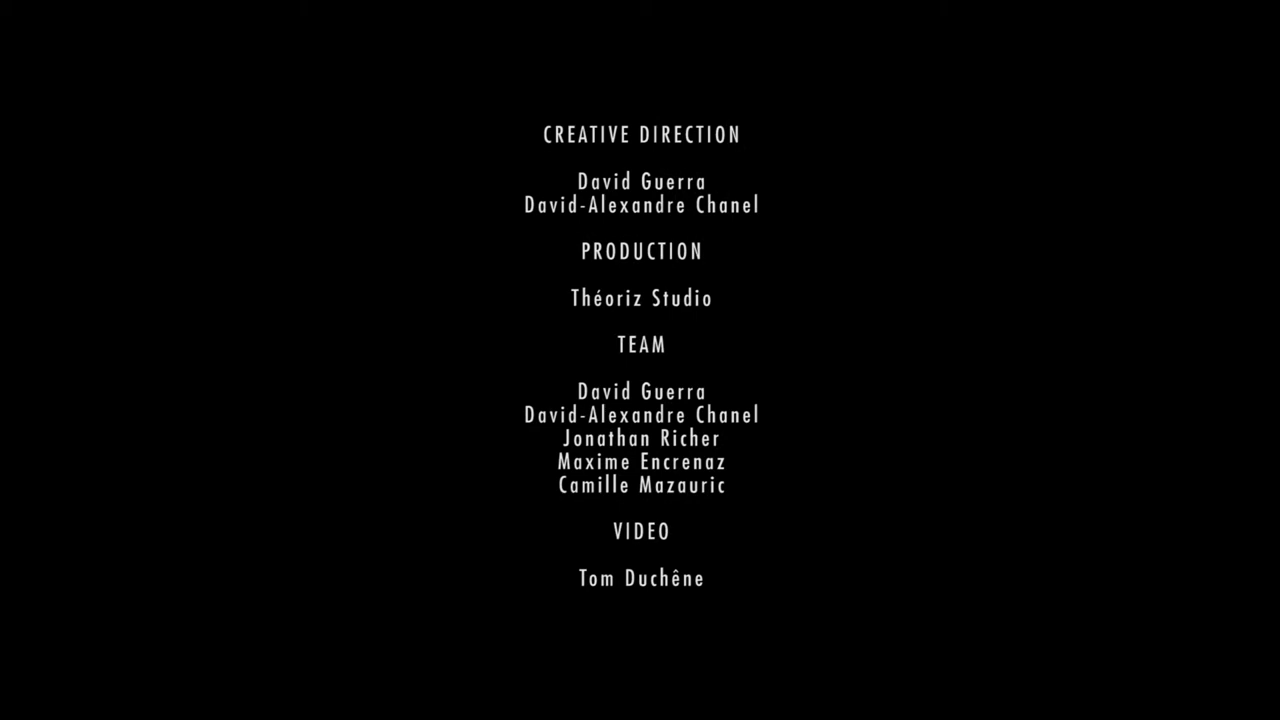 CREATIVE DIRECTION
David Guerra
David-Alexandre Chanel
PRODUCTION
Théoriz Studio
TEAM
David Guerra
David-Alexandre Chanel
Jonathan Richer
Maxime Encrenaz
Camille Mazauric
VIDEO
Tom Duchêne